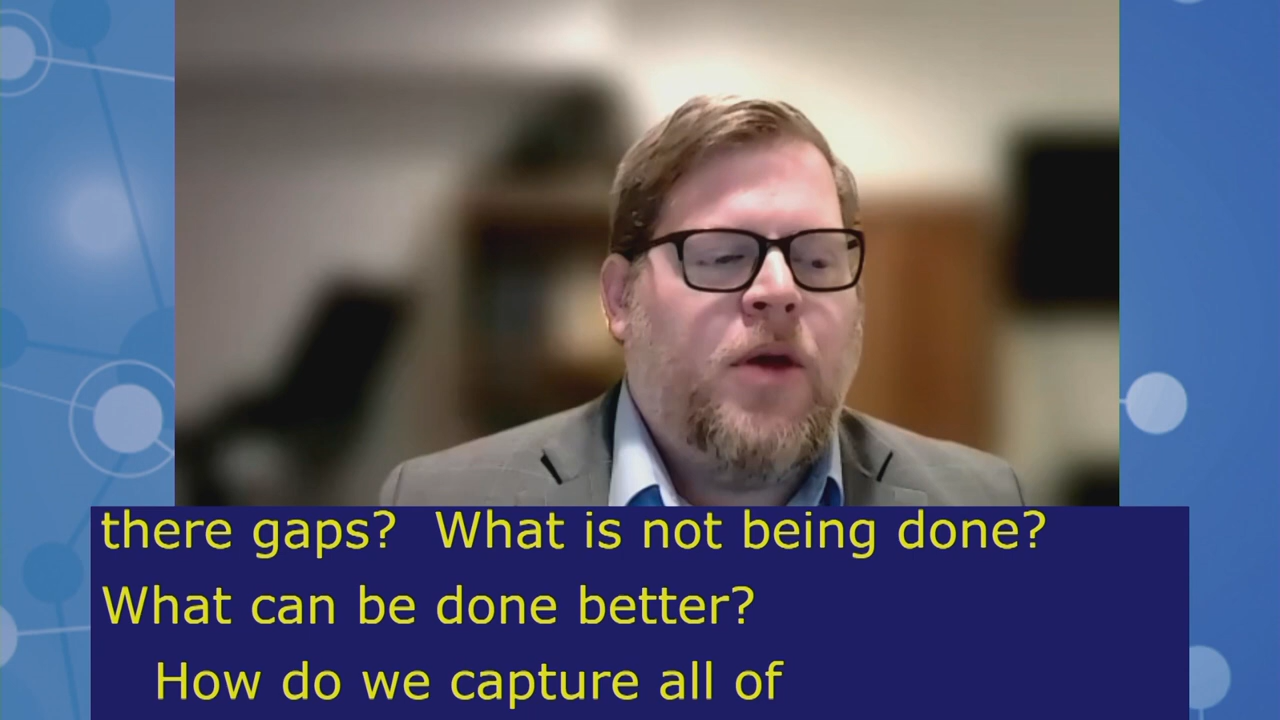 there gaps?  What is not being done?
What can be done better?
How do we capture all of